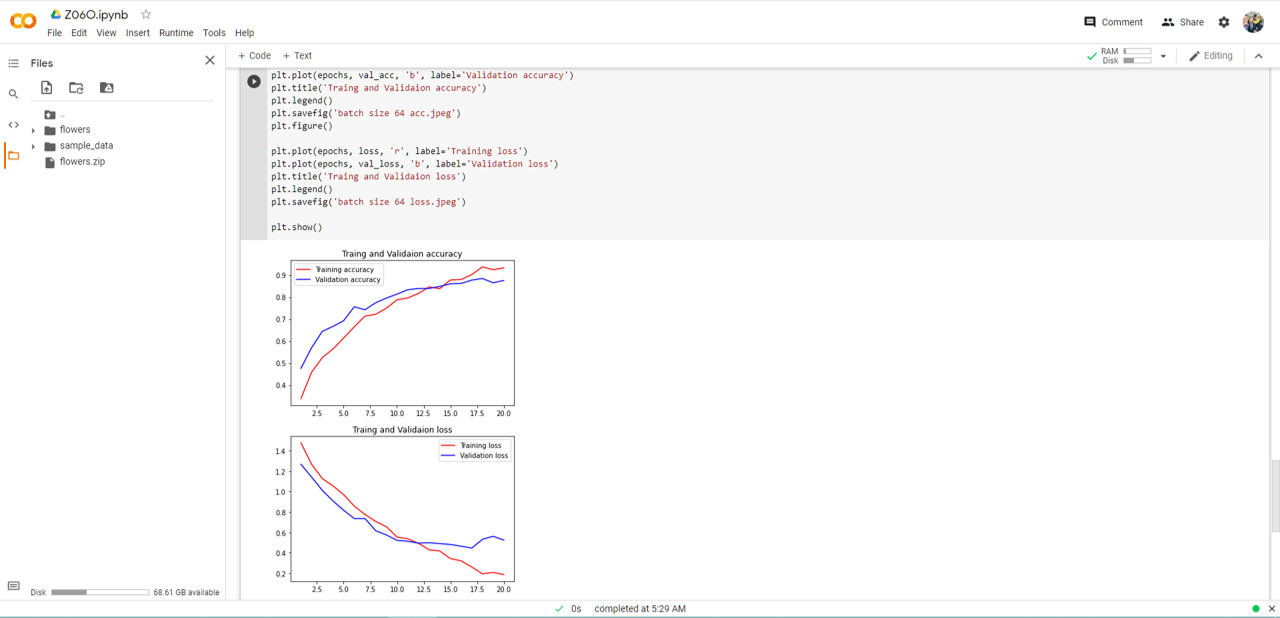 Z06O.ipynb
File Edit View Insert Runtime Tools Help
Comment
Share
Files
+ Code + Text
RAM
Disk
Editing
..
flowers
sample_data
flowers.zip
plt.plot(epochs, val_acc, 'b', label='Validation accuracy')
plt.title('Traing and Validaion accuracy')
plt.legend()
plt.savefig('batch size 64 acc.jpeg')
plt.figure()
plt.plot(epochs, loss, 'r', label='Training loss')
plt.plot(epochs, val_loss, 'b', label='Validation loss')
plt.title('Traing and Validaion loss')
plt.legend()
plt.savefig('batch size 64 loss.jpeg')
plt.show()
Traing and Validaion accuracy
Training accuracy
Validation accuracy
0.9
0.8
0.7
0.6
0.5
0.4
2.5 5.0 7.5 10.0 12.5 15.0 17.5 20.0
Traing and Validaion loss
Training loss
Validation loss
1.4
1.2
1.0
0.8
0.6
0.4
0.2
2.5 5.0 7.5 10.0 12.5 15.0 17.5 20.0
Disk 68.61 GB available
0s completed at 5:29 AM